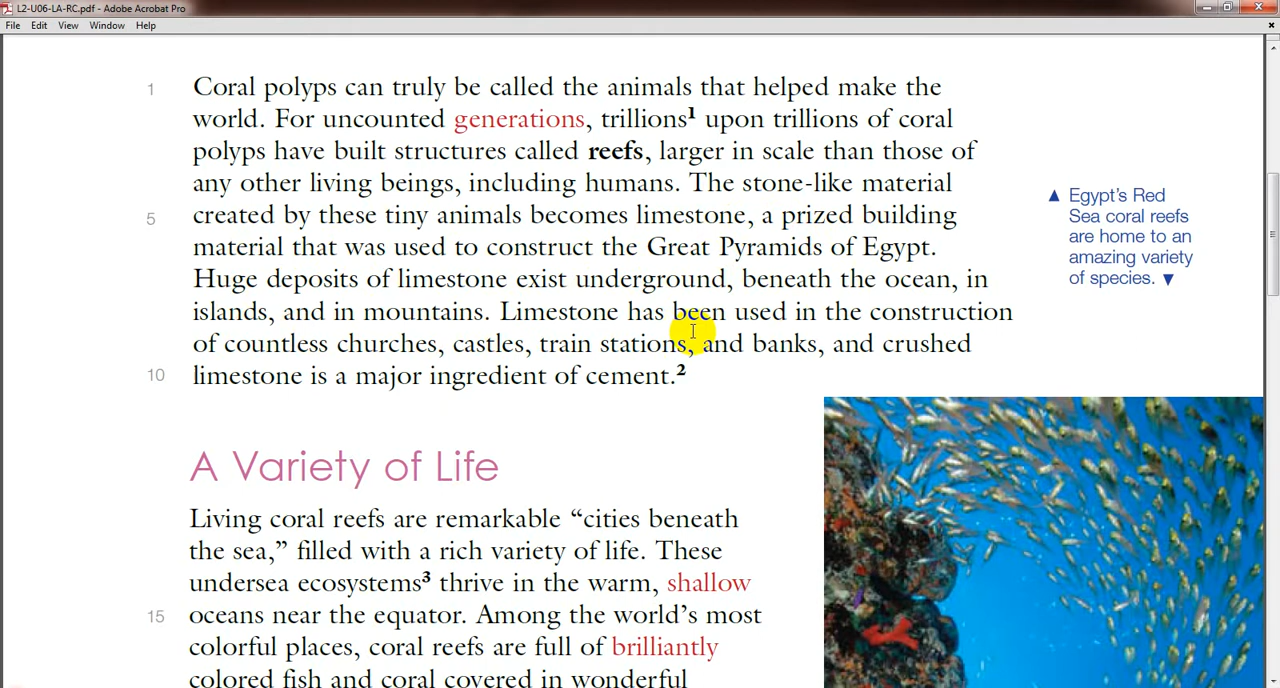 L2-U06-LA-RC.pdf - Adobe Acrobat Pro
File Edit View Window Help
1 Coral polyps can truly be called the animals that helped make the
world. For uncounted generations, trillions1 upon trillions of coral
polyps have built structures called reefs, larger in scale than those of
any other living beings, including humans. The stone-like material
5 created by these tiny animals becomes limestone, a prized building
material that was used to construct the Great Pyramids of Egypt.
Huge deposits of limestone exist underground, beneath the ocean, in
islands, and in mountains. Limestone has been used in the construction
of countless churches, castles, train stations, and banks, and crushed
10 limestone is a major ingredient of cement.2
▲ Egypt's Red
Sea coral reefs
are home to an
amazing variety
of species. ▼
A Variety of Life
Living coral reefs are remarkable “cities beneath
the sea,” filled with a rich variety of life. These
undersea ecosystems3 thrive in the warm, shallow
15 oceans near the equator. Among the world's most
colorful places, coral reefs are full of brilliantly
colored fish and coral covered in wonderful